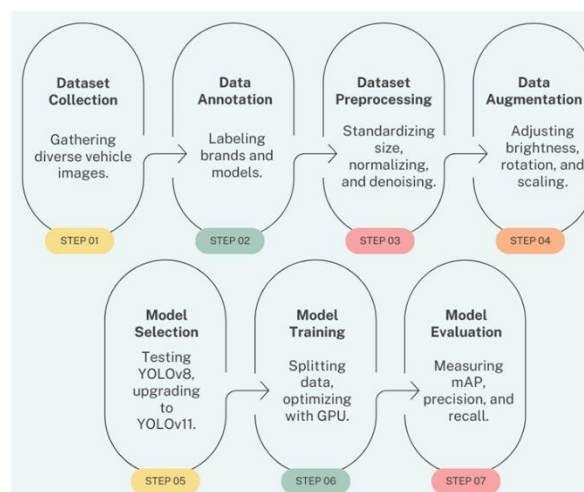 Dataset
Collection
Gathering
diverse vehicle
images.
STEP 01
Data
Annotation
Labeling
brands and
models.
STEP 02
Dataset
Preprocessing
Standardizing
size,
normalizing,
and denoising.
STEP 03
Data
Augmentation
Adjusting
brightness,
rotation, and
scaling.
STEP 04
Model
Selection
Testing
YOLOv8,
upgrading
to
YOLOv11.
STEP 05
Model
Training
Splitting
data,
optimizing
with GPU.
STEP 06
Model
Evaluation
Measuring
mAP,
precision, and
recall.
STEP 07